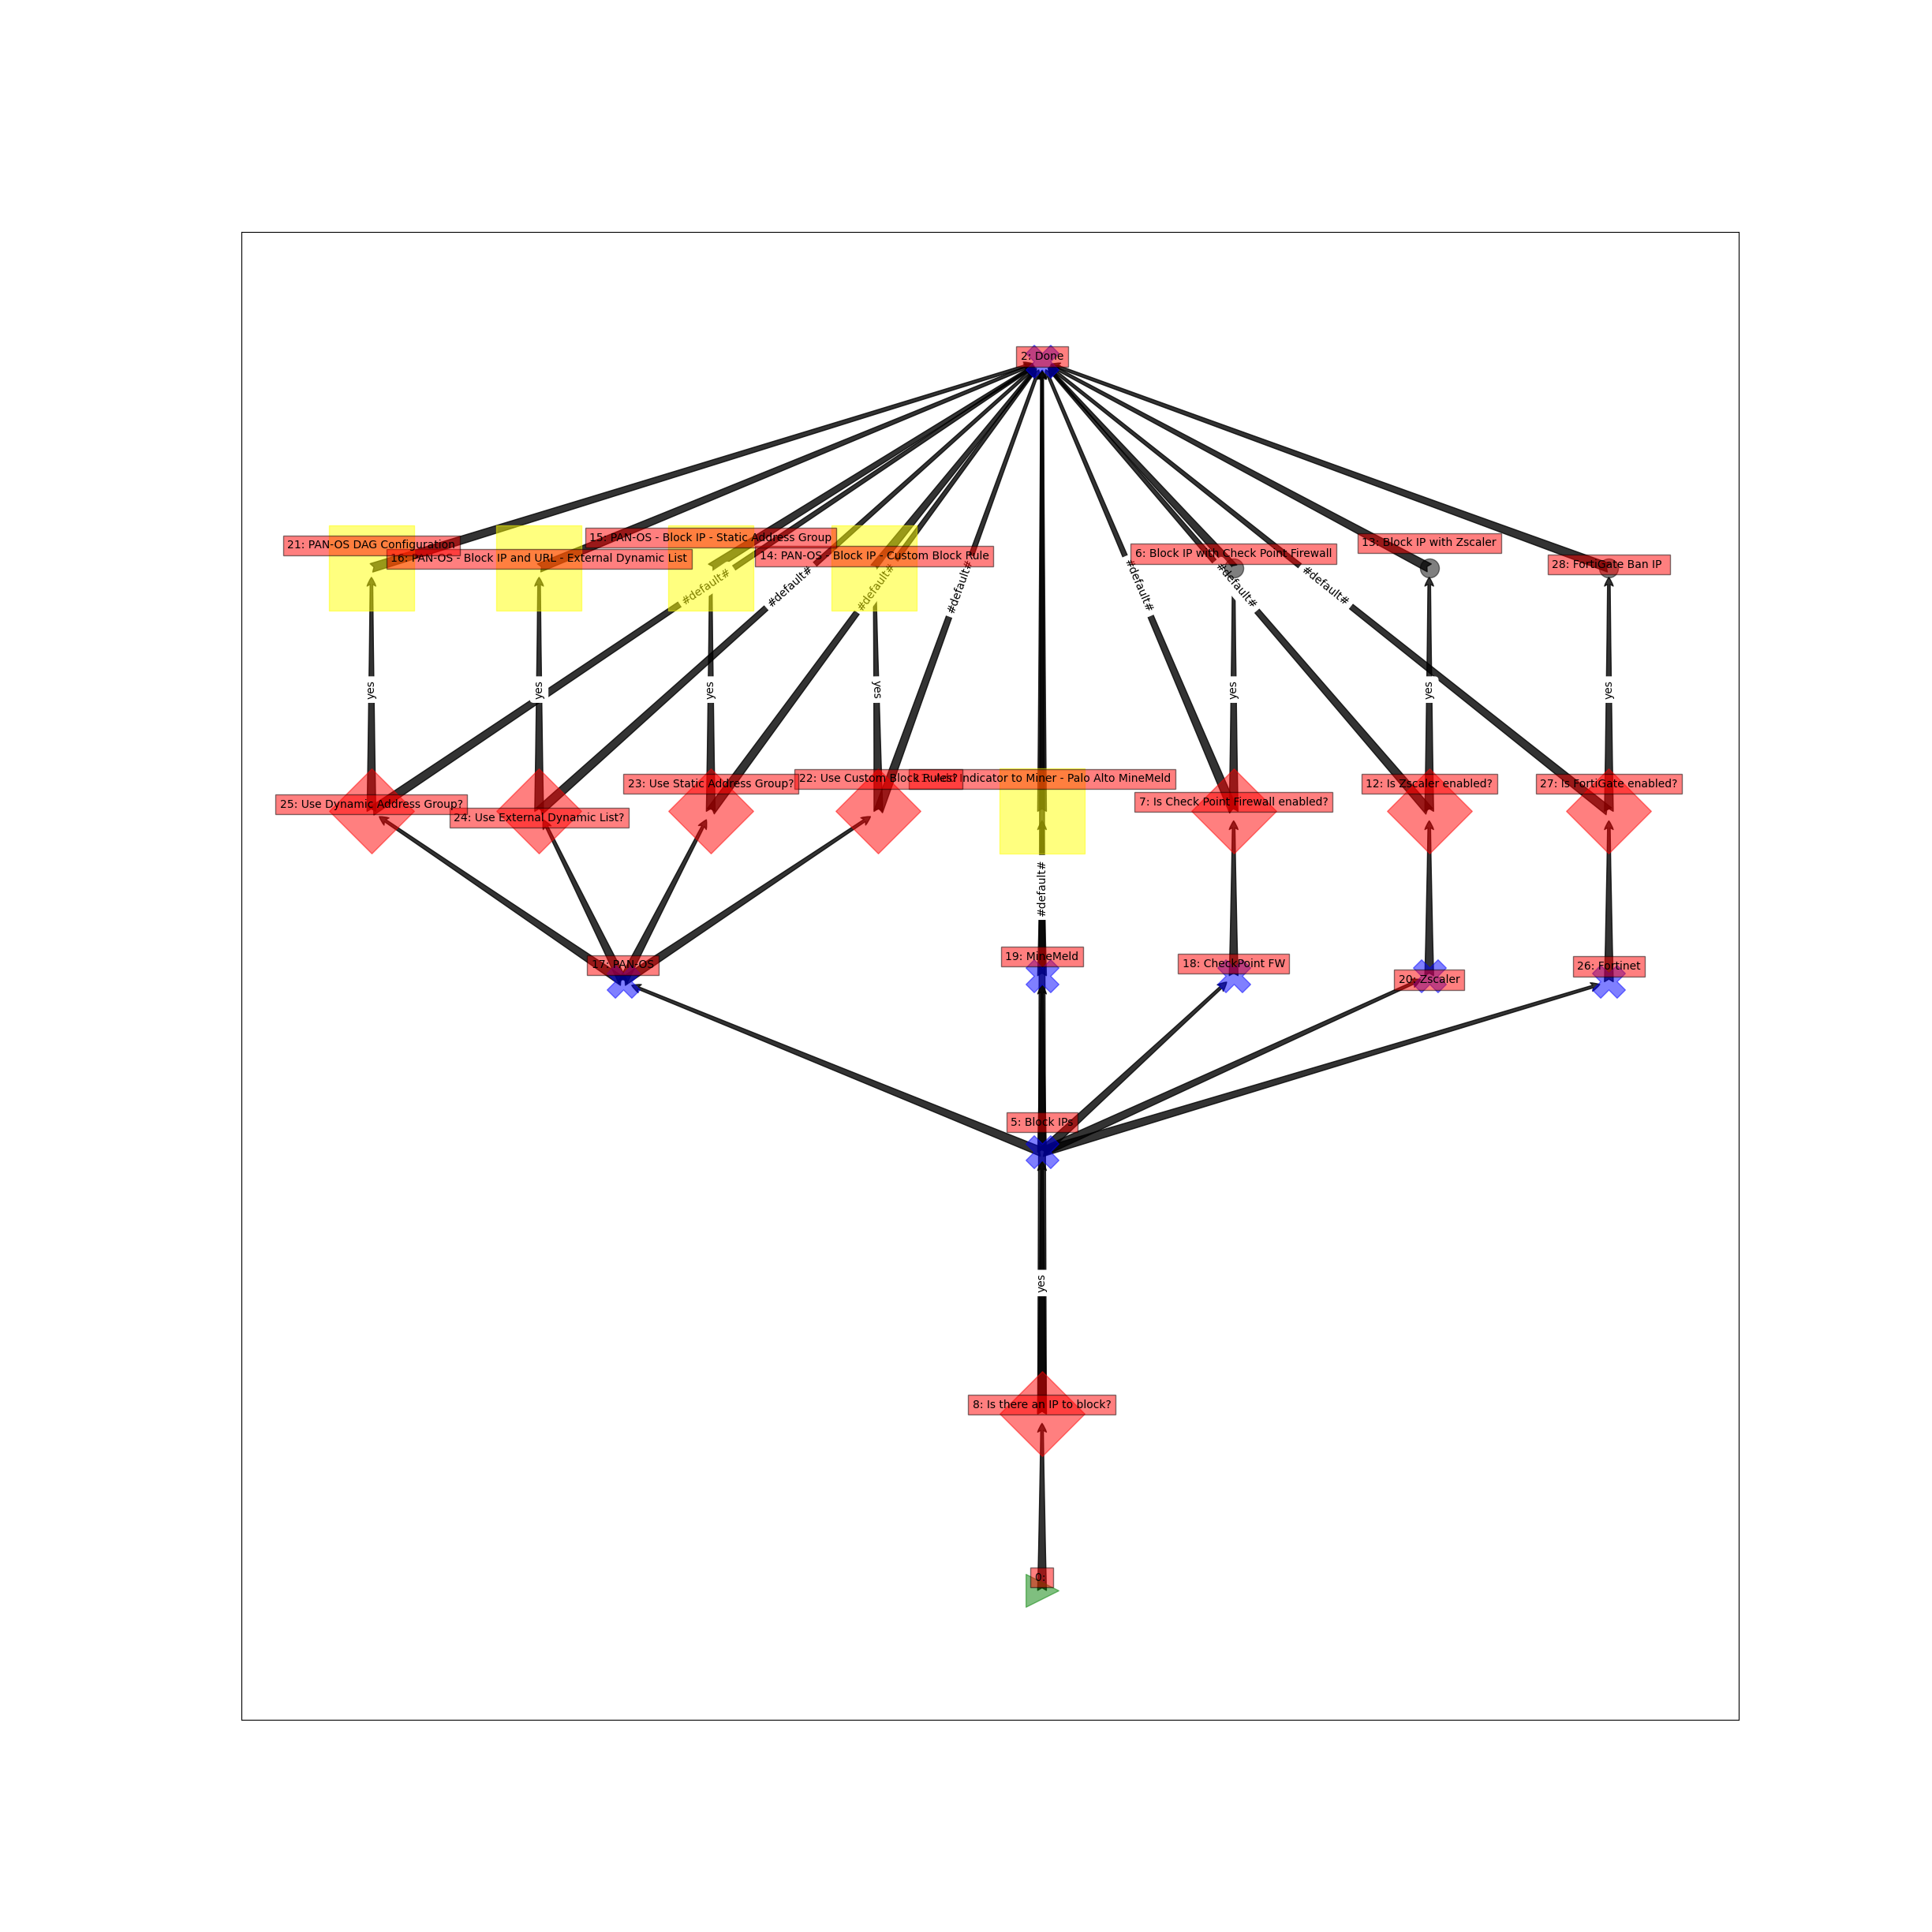 2: Done
15: PAN-OS - Block IP - Static Address Group
13: Block IP with Zscaler
21: PAN-OS DAG Configuration
6: Block IP with Check Point Firewall
14: PAN-OS - Block IP - Custom Block Rule
16: PAN-OS - Block IP and URL - External Dynamic List
28: FortiGate Ban IP
#default#
#default#
#default#
#default#
#default#
#default#
#default#
yes
yes
yes
yes
yes
yes
yes
22: Use Custom Block Rules?
Indicator to Miner - Palo Alto MineMeld
23: Use Static Address Group?
12: Is Zscaler enabled?
27: Is FortiGate enabled?
7: Is Check Point Firewall enabled?
25: Use Dynamic Address Group?
24: Use External Dynamic List?
#default#
19: MineMeld
18: CheckPoint FW
17: PAN-OS
26: Fortinet
20: Zscaler
5: Block IPs
yes
8: Is there an IP to block?
0: